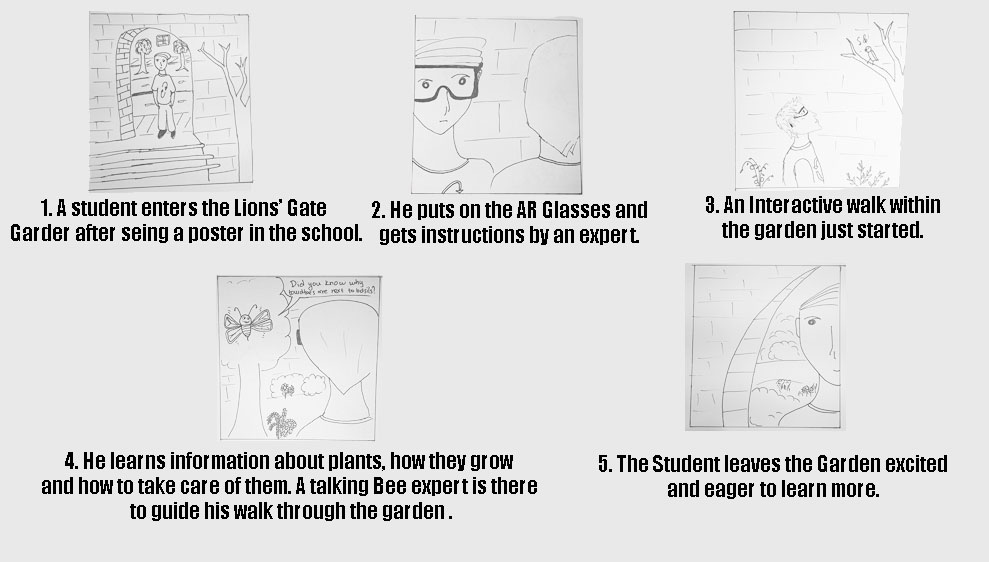 1. A student enters the Lions' Gate
Garder after seing a poster in the school.
2. He puts on the AR Glasses and
gets instructions by an expert.
3. An Interactive walk within
the garden just started.
Did you know why
are next to
4. He learns information about plants, how they grow
and how to take care of them. A talking Bee expert is there
to guide his walk through the garden .
5. The Student leaves the Garden excited
and eager to learn more.